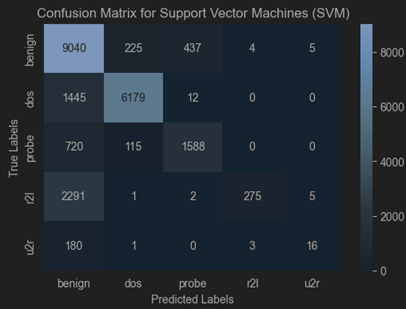 Confusion Matrix for Support Vector Machines (SVM)
True Labels
benign 9040 225 437 4 5
dos 1445 6179 12 0 0
probe 720 115 1588 0 0
r2l 2291 1 2 275 5
u2r 180 1 0 3 16
benign dos probe r2l u2r
Predicted Labels
8000
6000
4000
2000
0